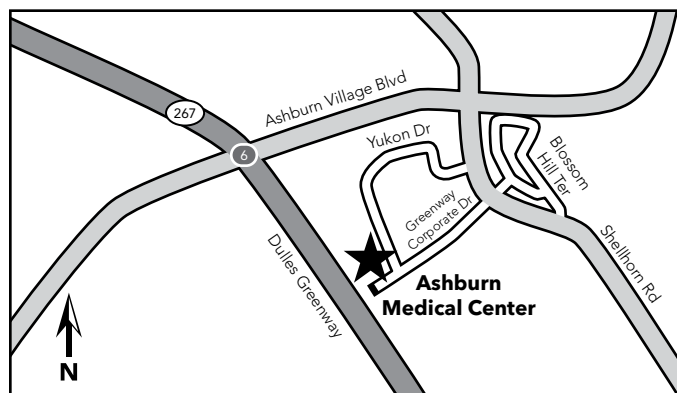 Ashburn Village Blvd
267
6
Yukon Dr
Blossom
Hill Ter
Greenway
Corporate Dr
Dulles Greenway
Shellhorn Rd
Ashburn
Medical Center
N